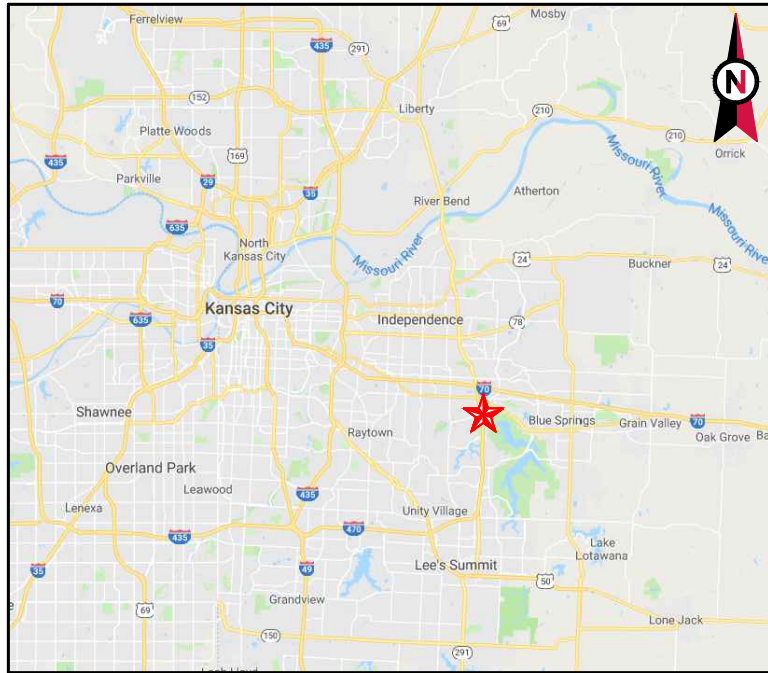 Ferrelview
Mosby
69
435
291
N
152
Liberty
210
Platte Woods
169
210
Orrick
435
Parkville
29
35
Missouri River
Atherton
River Bend
Missouri River
635
North
Kansas City
Missouri River
24
Buckner
24
70
Kansas City
635
Independence
78
35
70
Shawnee
Blue Springs
Grain Valley
70
Raytown
Oak Grove
Ba
Overland Park
Leawood
435
Lenexa
Unity Village
470
435
Lake
Lotawana
35
49
Lee's Summit
50
Grandview
69
Lone Jack
150
291